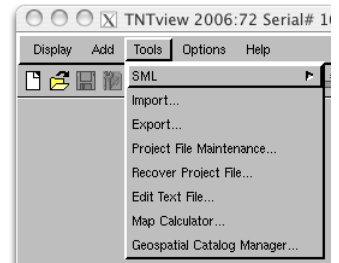 TNTview 2006:72 Serial#
Display Add Tools Options Help
SML
Import...
Export...
Project File Maintenance...
Recover Project File...
Edit Text File...
Map Calculator...
Geospatial Catalog Manager...